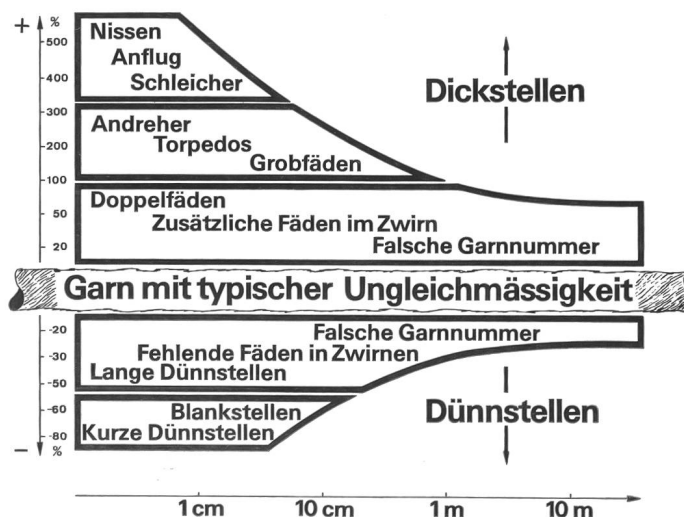 +
%
500
400
300
200
100
50
20
Nissen
Anflug
Schleicher
Dickstellen
Andreher
Torpedos
Grobfäden
Doppelfäden
Zusätzliche Fäden im Zwirn
Falsche Garnnummer
Garn mit typischer Ungleichmässigkeit
-20
-30
-50
-60
-80
%
−
Falsche Garnnummer
Fehlende Fäden in Zwirnen
Lange Dünnstellen
Blankstellen
Kurze Dünnstellen
Dünnstellen
1 cm
10 cm
1 m
10 m